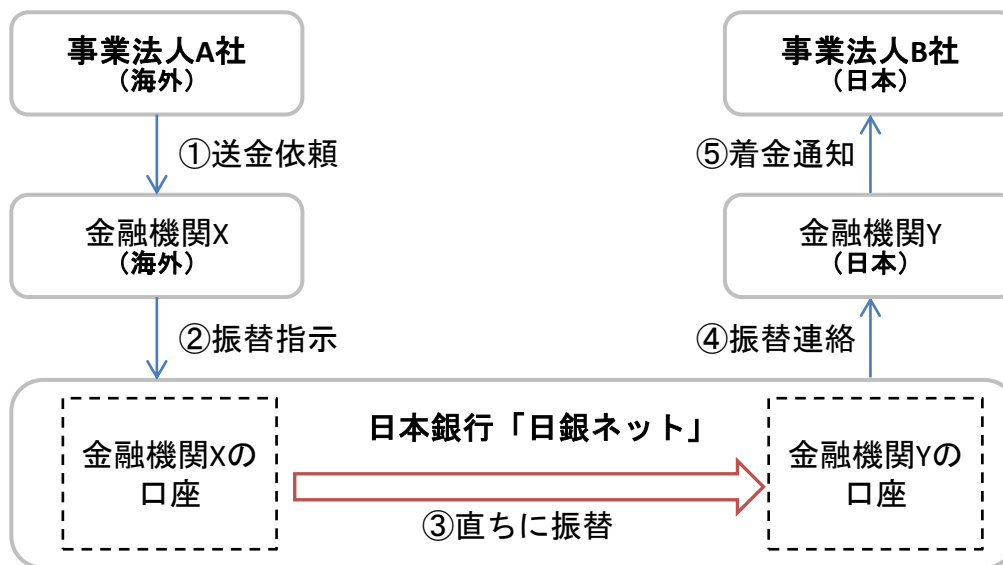 事業法人A社
（海外）
事業法人B社
（日本）
①送金依頼
⑤着金通知
金融機関X
（海外）
金融機関Y
（日本）
②振替指示
④振替連絡
日本銀行「日銀ネット」
金融機関Xの
口座
金融機関Yの
口座
③直ちに振替